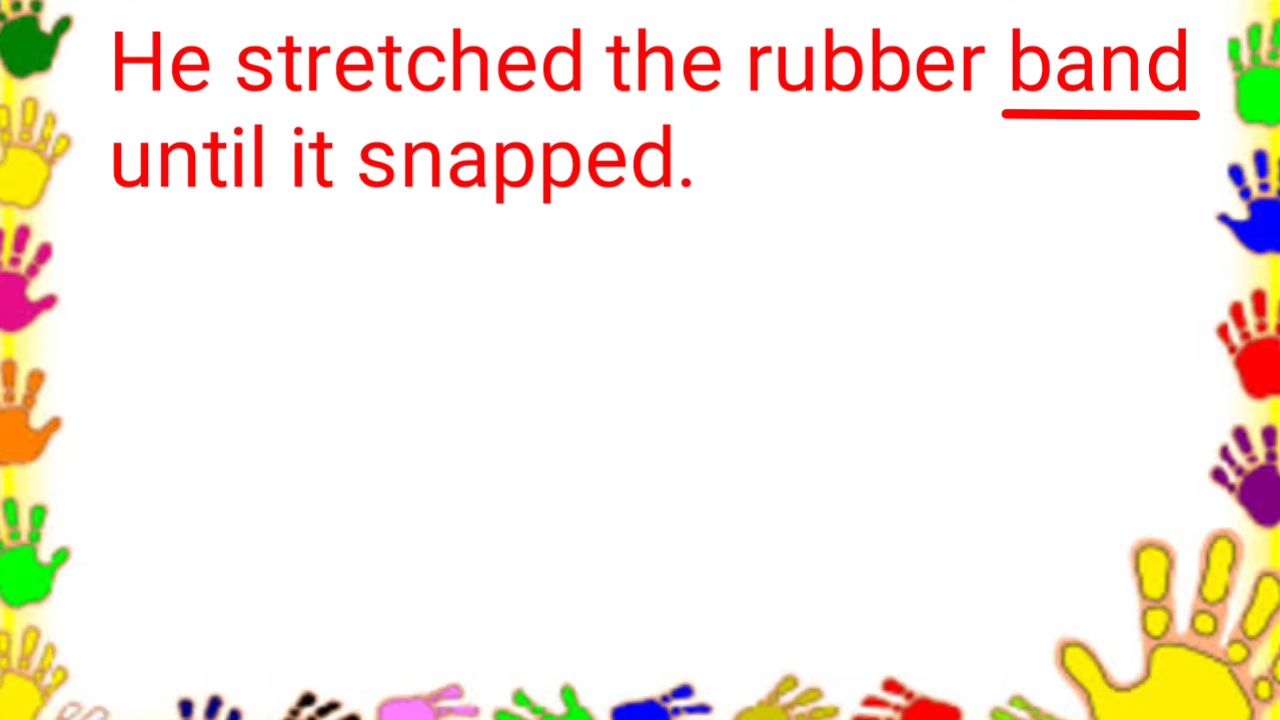 He stretched the rubber band
until it snapped.